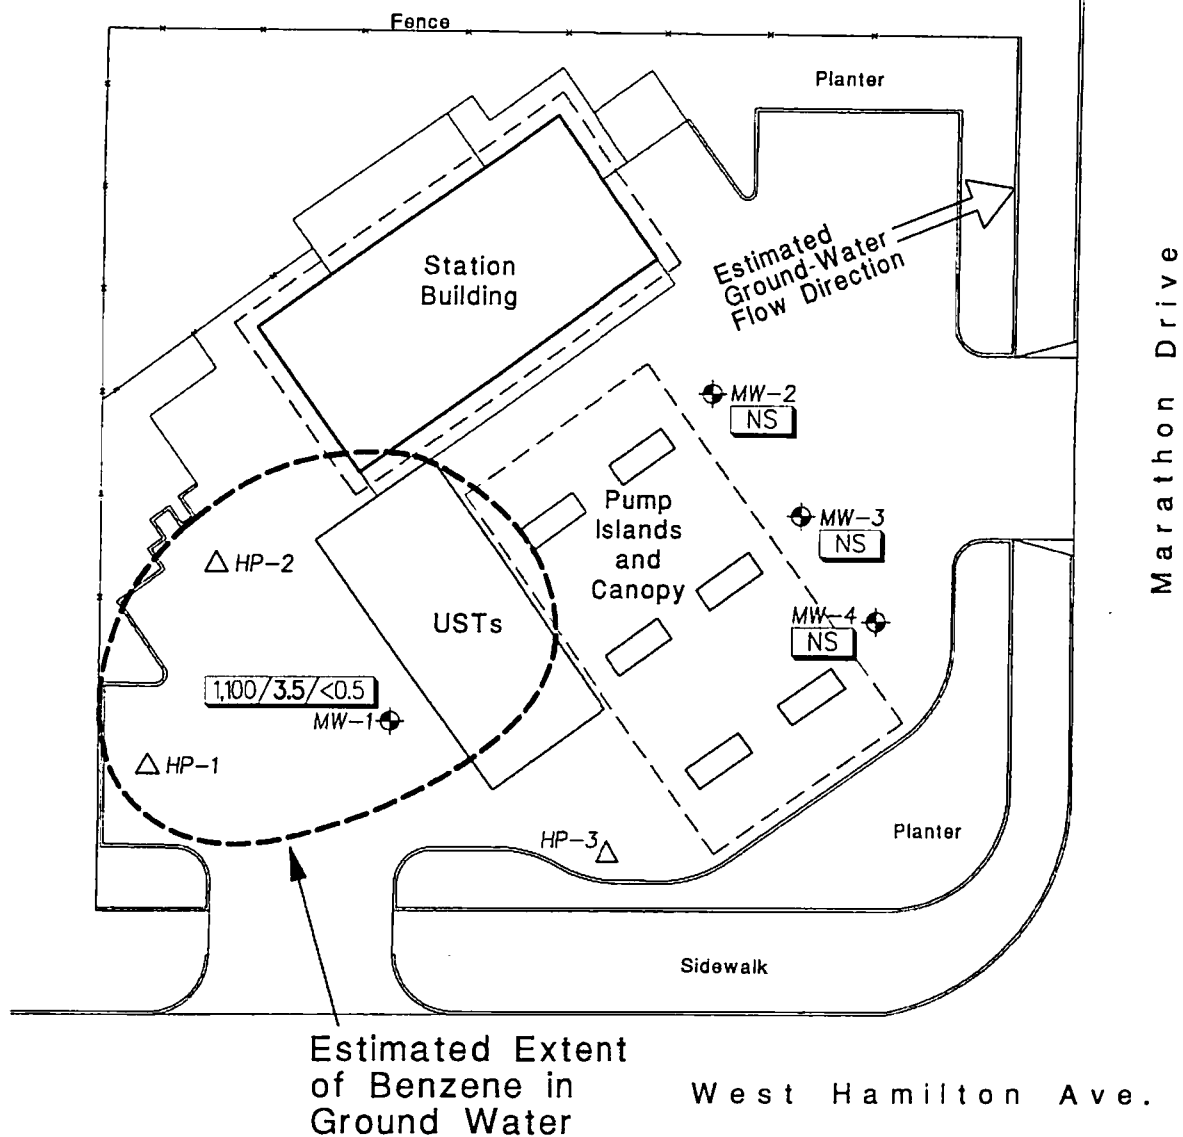 Fence
Planter
Estimated
Ground-Water
Flow Direction
Station
Building
Marathon Drive
MW-2
NS
Pump
Islands
and
Canopy
MW-3
NS
HP-2
USTs
MW-4
NS
1,100/3.5/<0.5
MW-1
HP-1
HP-3
Planter
Sidewalk
Estimated Extent
of Benzene in
Ground Water
West Hamilton Ave.